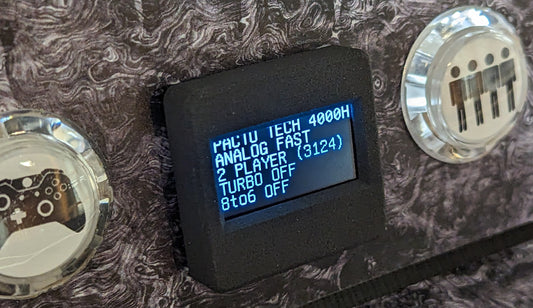 PACTO TECH 4000H
ANALOG FAST
2 PLAYER (3124)
TURBO OFF
8to6 OFF